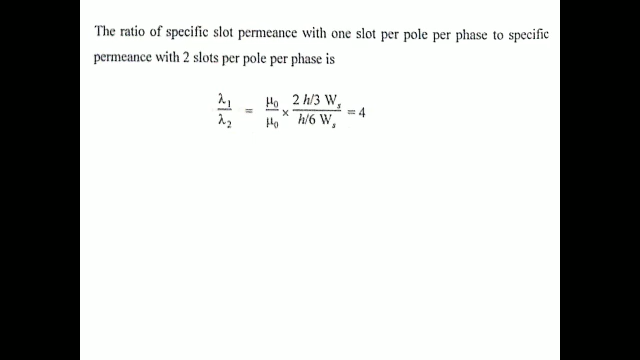 The ratio of specific slot permeance with one slot per pole per phase to specific
permeance with 2 slots per pole per phase is
λ₁/λ₂ = μ₀/μ₀ × (2 h/3 Wₛ)/(h/6 Wₛ) = 4